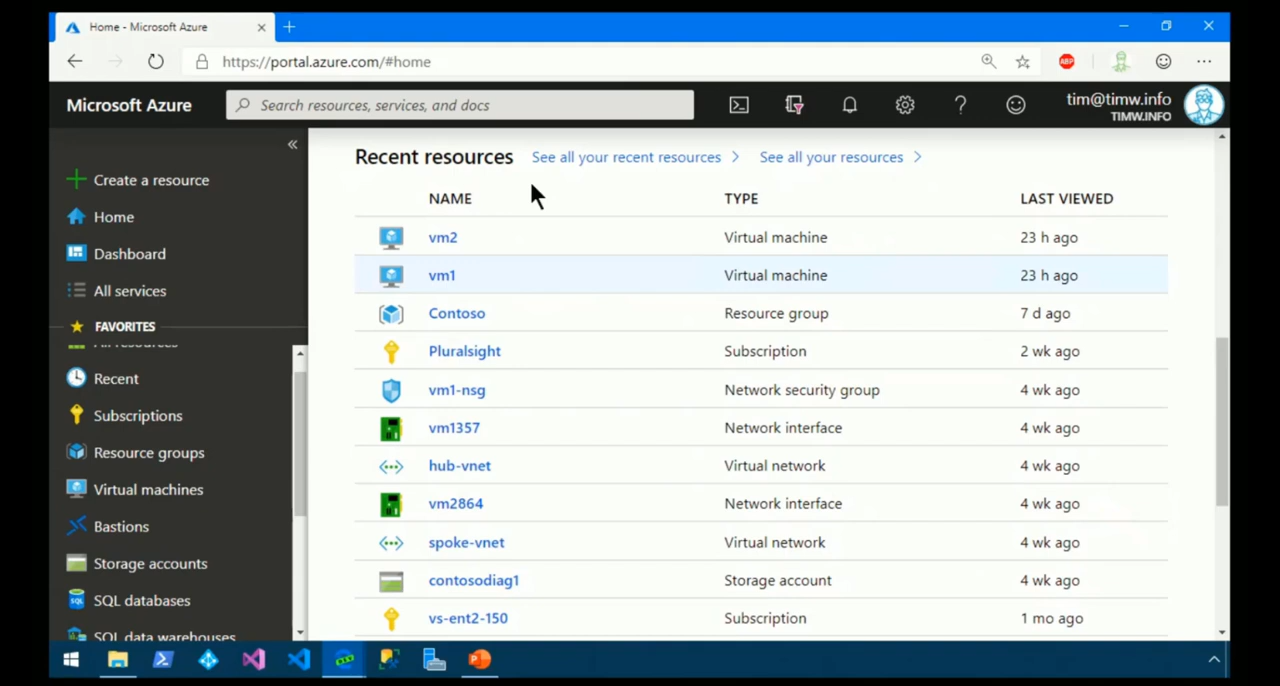 Home - Microsoft Azure
https://portal.azure.com/#home
ABP
Microsoft Azure
Search resources, services, and docs
tim@timw.info
TIMW.INFO
Create a resource
Home
Dashboard
All services
FAVORITES
All resources
Recent
Subscriptions
Resource groups
Virtual machines
Bastions
Storage accounts
SQL databases
SQL data warehouses
Recent resources See all your recent resources See all your resources
NAME TYPE LAST VIEWED
vm2 Virtual machine 23 h ago
vm1 Virtual machine 23 h ago
Contoso Resource group 7 d ago
Pluralsight Subscription 2 wk ago
vm1-nsg Network security group 4 wk ago
vm1357 Network interface 4 wk ago
hub-vnet Virtual network 4 wk ago
vm2864 Network interface 4 wk ago
spoke-vnet Virtual network 4 wk ago
contosodiag1 Storage account 4 wk ago
vs-ent2-150 Subscription 1 mo ago